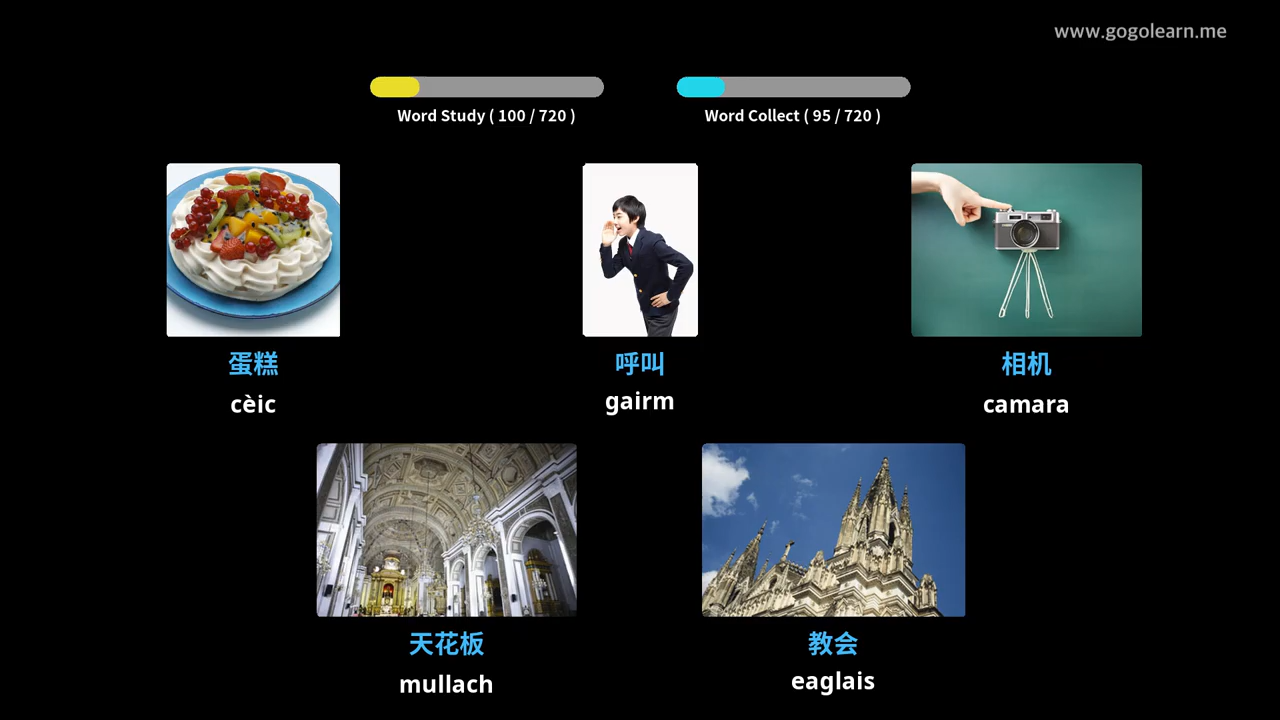 www.gogolearn.me
Word Study ( 100 / 720 )
Word Collect ( 95 / 720 )
蛋糕
cèic
呼叫
gairm
相机
camara
天花板
mullach
教会
eaglais